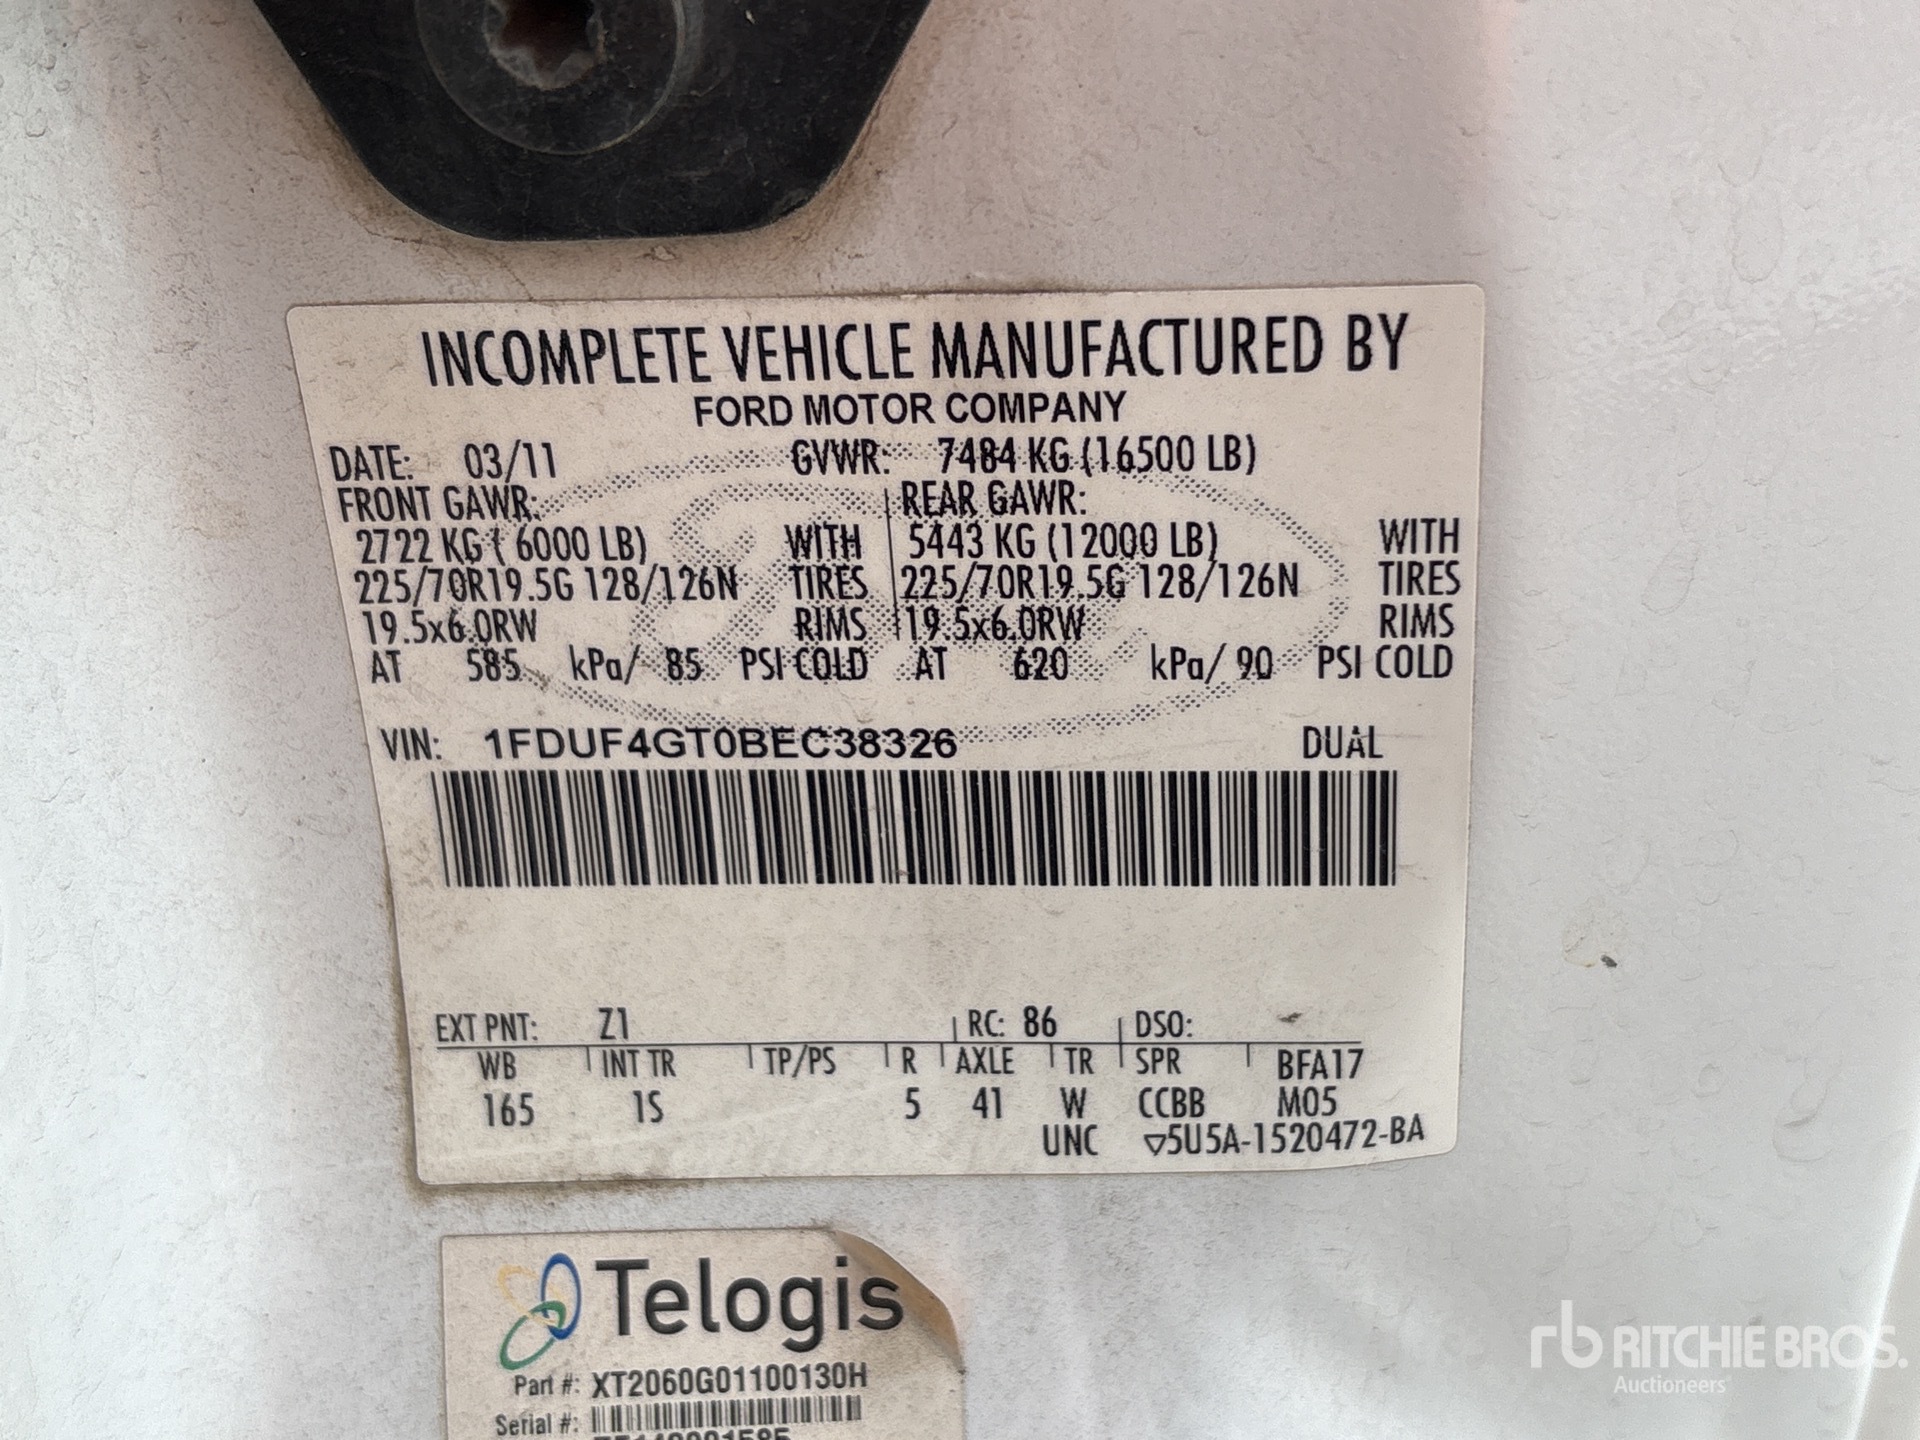 INCOMPLETE VEHICLE MANUFACTURED BY
FORD MOTOR COMPANY
DATE: 03/11 GVWR: 7484 KG (16500 LB)
FRONT GAWR: REAR GAWR:
2722 KG ( 6000 LB) WITH 5443 KG (12000 LB) WITH
225/70R19.5G 128/126N TIRES 225/70R19.5G 128/126N TIRES
19.5x6.0RW RIMS 19.5x6.0RW RIMS
AT 585 kPa/ 85 PSI COLD AT 620 kPa/ 90 PSI COLD
VIN: 1FDUF4GT0BEC38326 DUAL
EXT PNT: Z1 RC: 86 DSO:
WB INT TR TP/PS R AXLE TR SPR BFA17
165 1S 5 41 W CCBB M05
UNC ▽5U5A-1520472-BA
Telogis
Part #: XT2060G01100130H
Serial #:
rb RITCHIE BROS.
Auctioneers